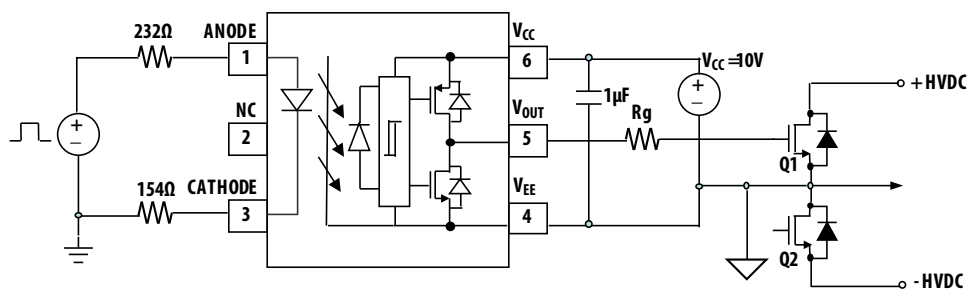 232Ω
ANODE
1
NC
2
154Ω
CATHODE
3
VCC
6
VOUT
5
VEE
4
1µF
VCC=10V
Rg
+HVDC
Q1
Q2
-HVDC